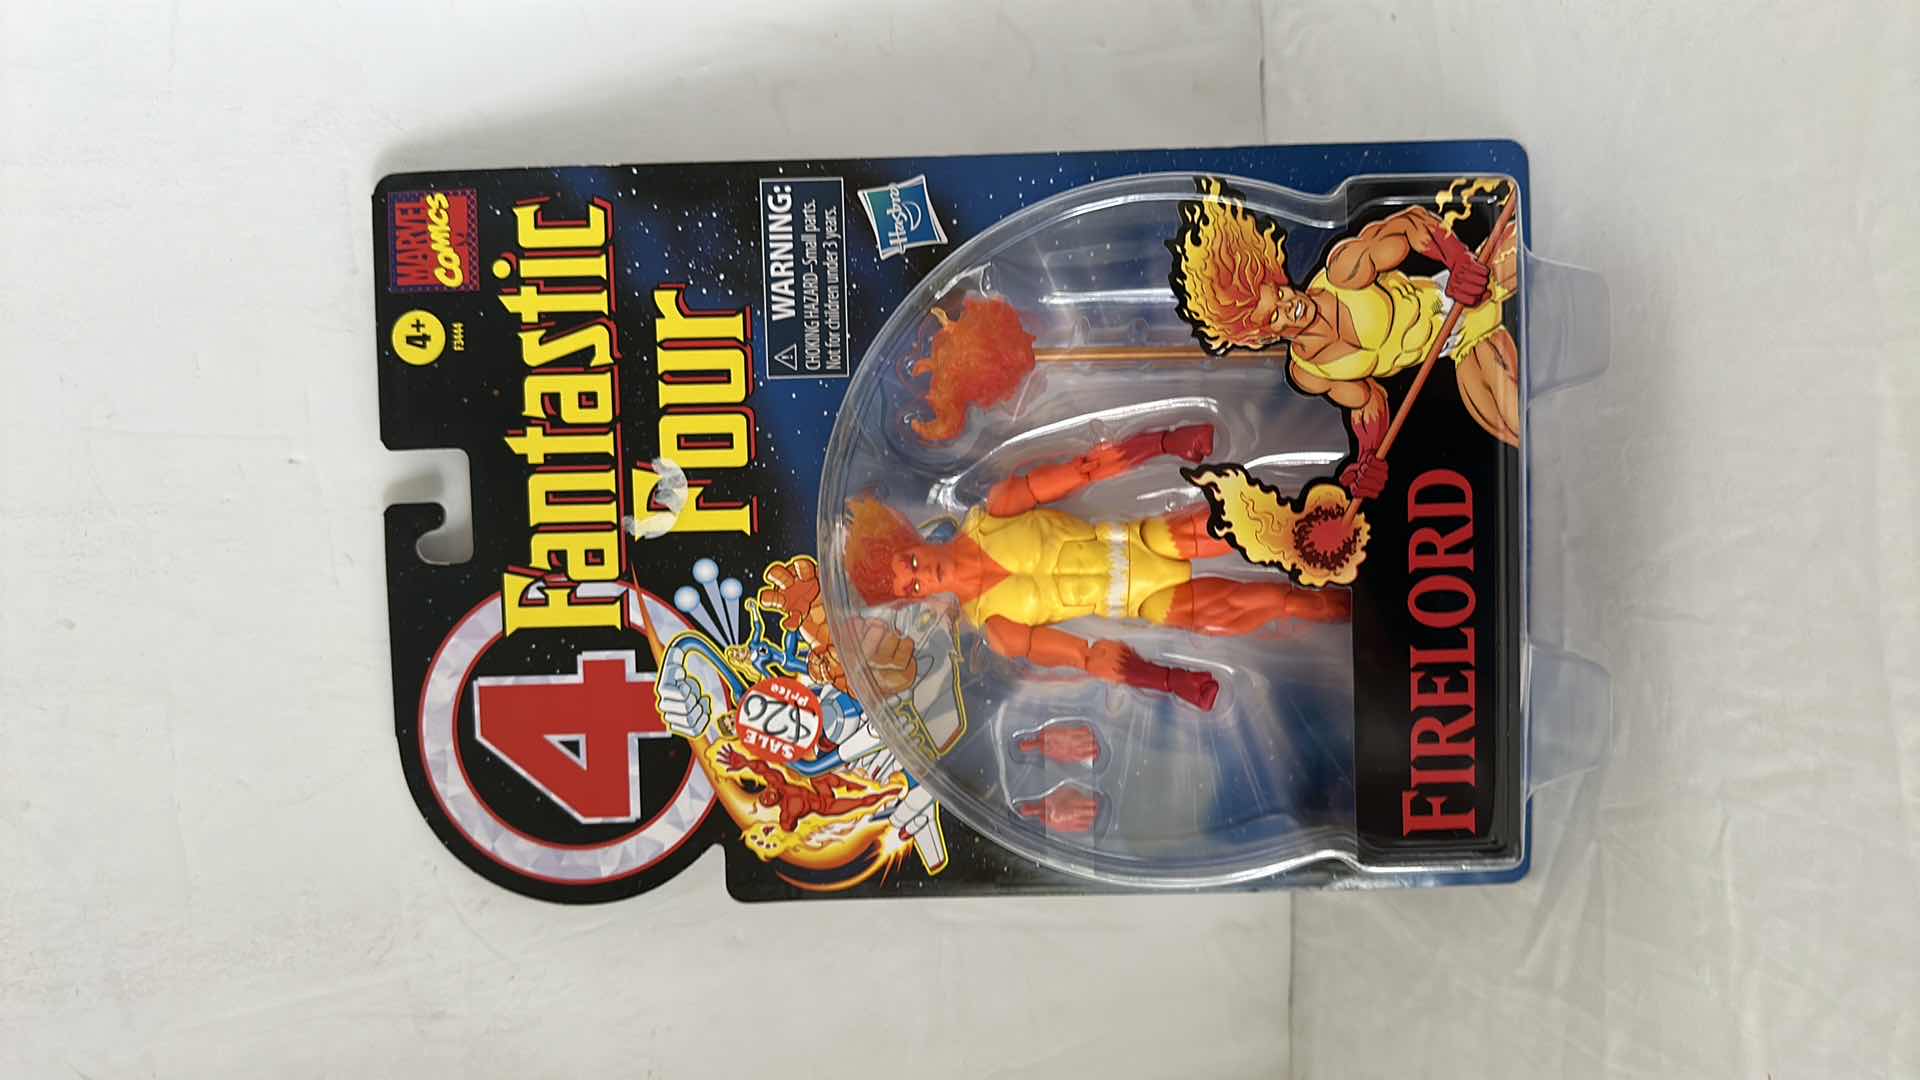 MARVEL
COMICS
4+
F3444
4
Fantastic
Four
WARNING:
CHOKING HAZARD–Small parts.
Not for children under 3 years.
Hasbro
SALE
$20
Price
FIRELORD